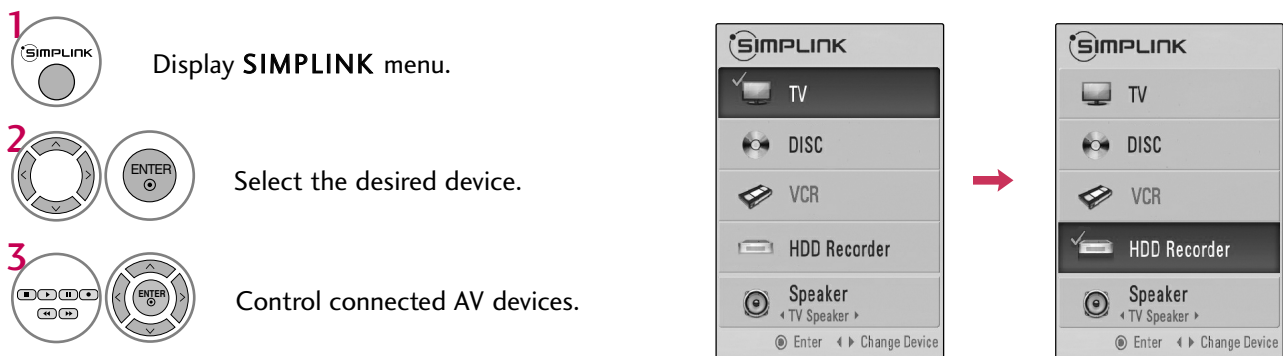 1
SIMPLINK
Display SIMPLINK menu.
2
ENTER
Select the desired device.
3
ENTER
Control connected AV devices.
SIMPLINK
TV
DISC
VCR
HDD Recorder
Speaker
TV Speaker
Enter Change Device
SIMPLINK
TV
DISC
VCR
HDD Recorder
Speaker
TV Speaker
Enter Change Device